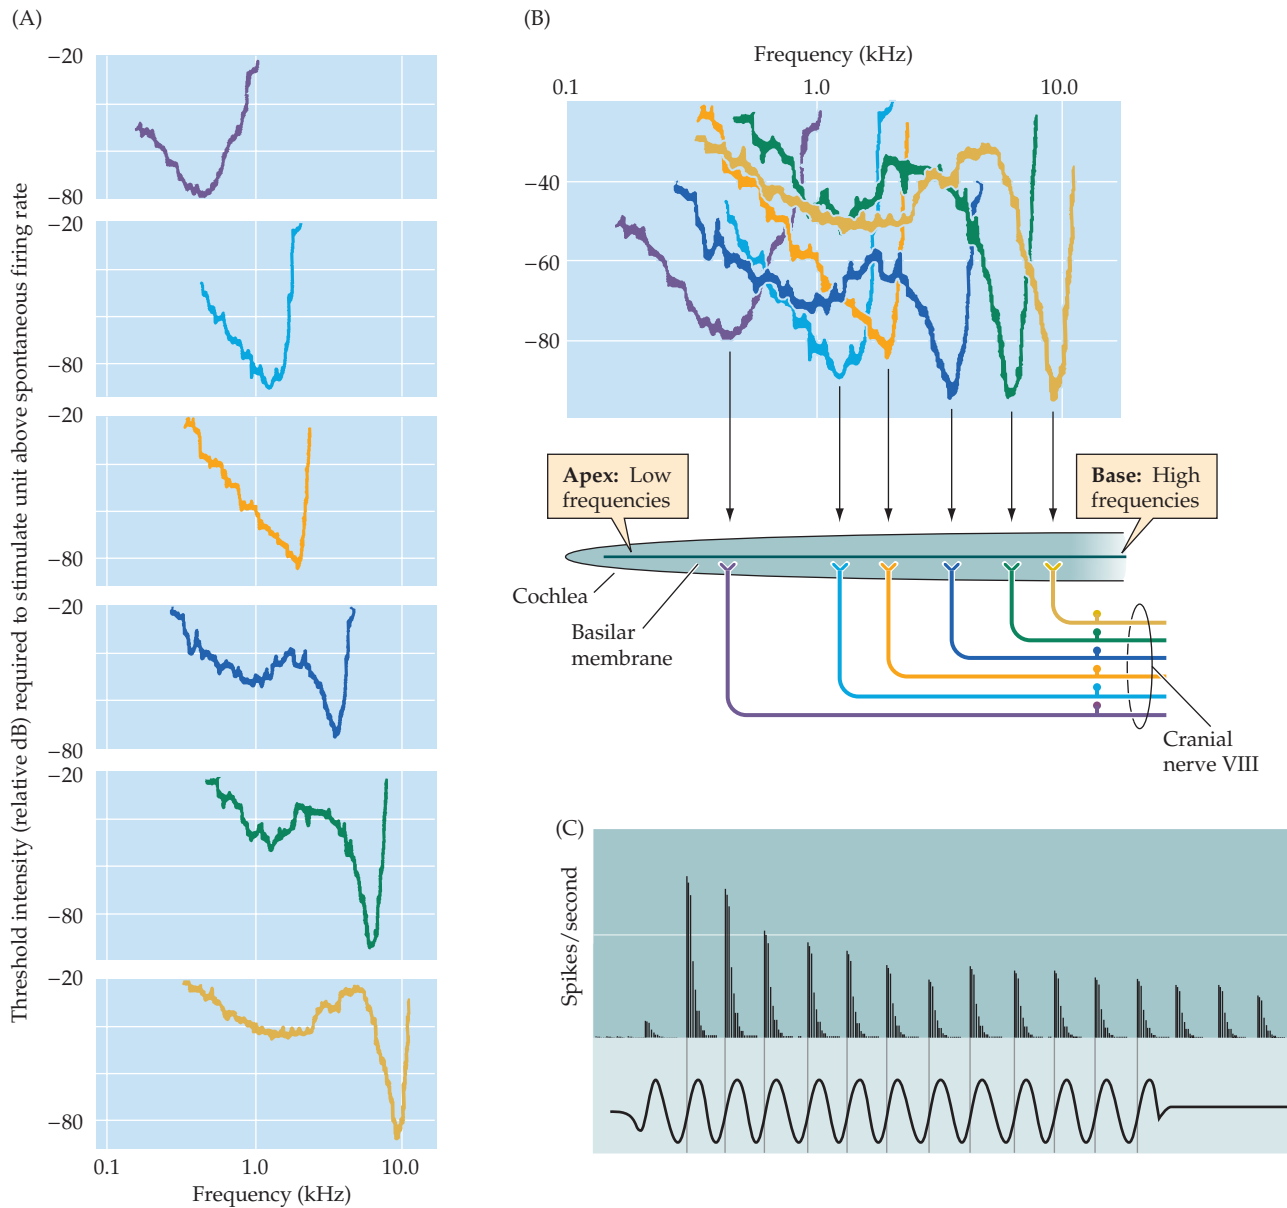 (A)
Threshold intensity (relative dB) required to stimulate unit above spontaneous firing rate
−20
−80
−20
−80
−20
−80
−20
−80
−20
−80
−20
−80
0.1 1.0 10.0
Frequency (kHz)
(B)
Frequency (kHz)
0.1 1.0 10.0
−40
−60
−80
Apex: Low
frequencies
Base: High
frequencies
Cochlea
Basilar
membrane
Cranial
nerve VIII
(C)
Spikes/second